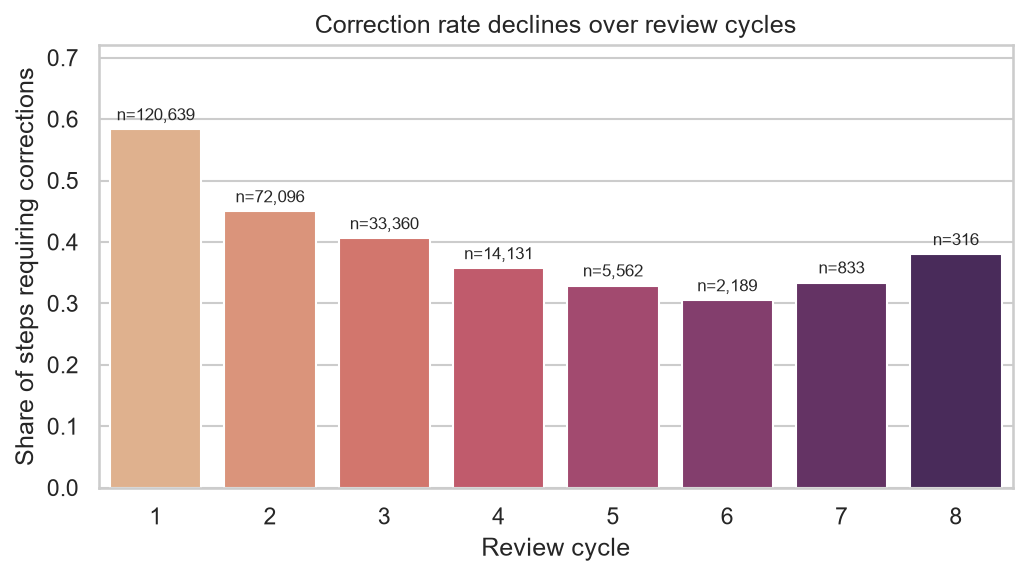 Correction rate declines over review cycles
Share of steps requiring corrections
0.7
0.6
0.5
0.4
0.3
0.2
0.1
0.0
n=120,639
n=72,096
n=33,360
n=14,131
n=5,562
n=2,189
n=833
n=316
1 2 3 4 5 6 7 8
Review cycle